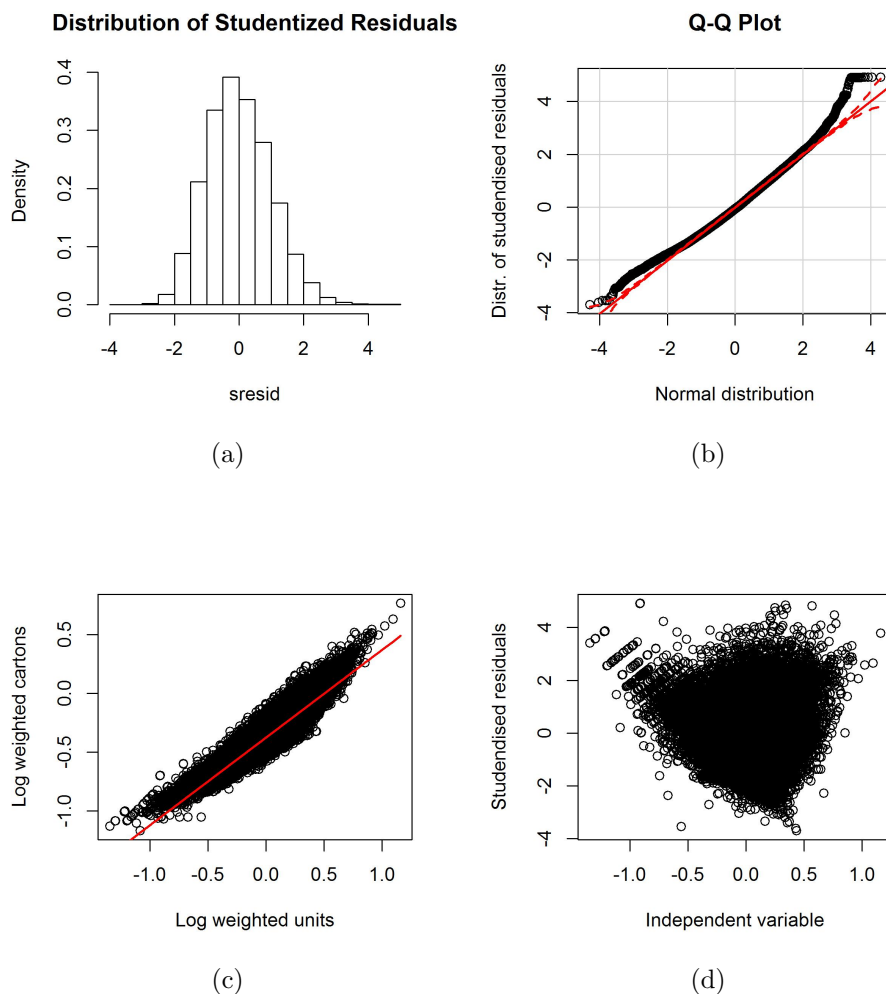 Distribution of Studentized Residuals
Density
0.0 0.1 0.2 0.3 0.4
-4 -2 0 2 4
sresid
(a)
Q-Q Plot
Distr. of studendised residuals
-4 -2 0 2 4
-4 -2 0 2 4
Normal distribution
(b)
Log weighted cartons
-1.0 -0.5 0.0 0.5
-1.0 -0.5 0.0 0.5 1.0
Log weighted units
(c)
Studendised residuals
-4 -2 0 2 4
-1.0 -0.5 0.0 0.5 1.0
Independent variable
(d)